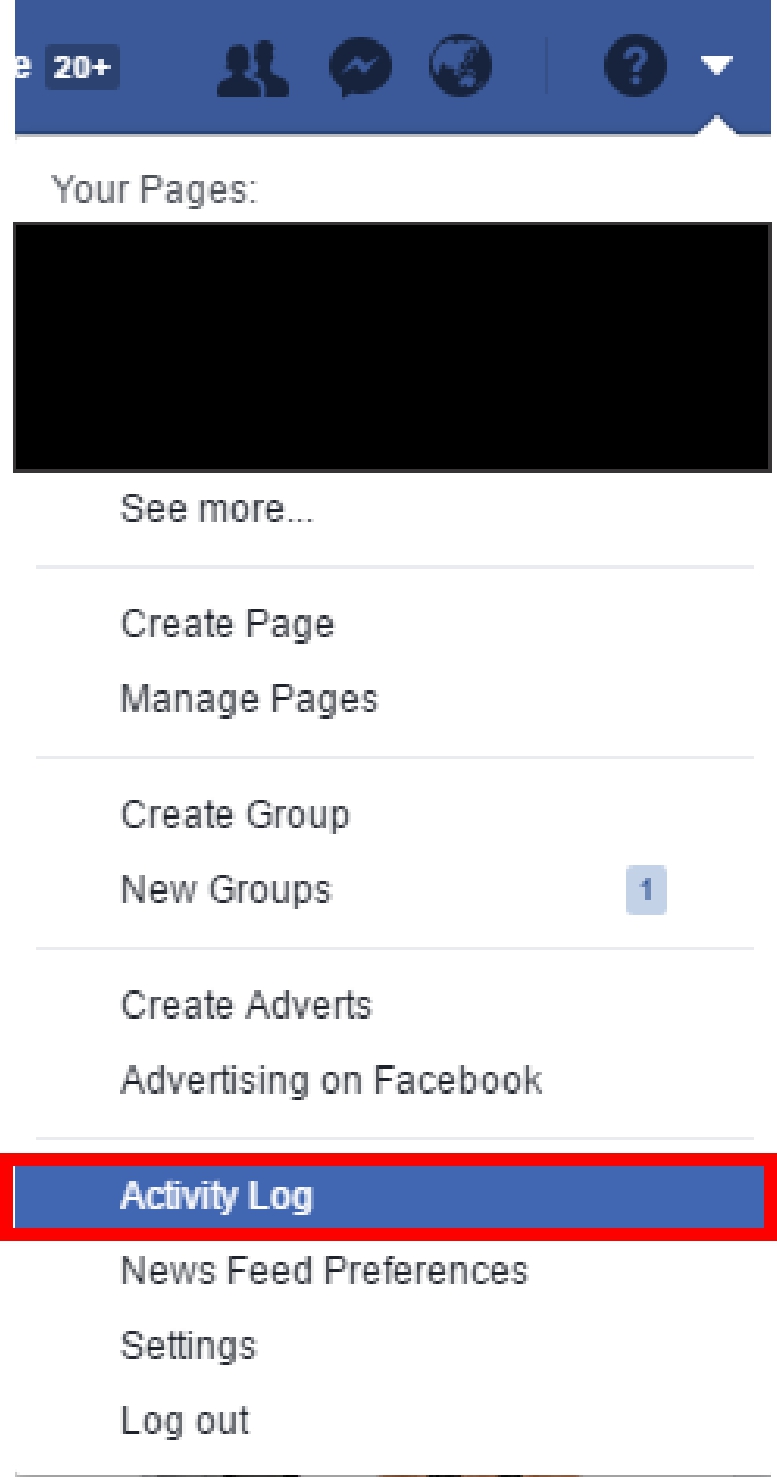 e 20+
?
Your Pages:
See more...
Create Page
Manage Pages
Create Group
New Groups 1
Create Adverts
Advertising on Facebook
Activity Log
News Feed Preferences
Settings
Log out